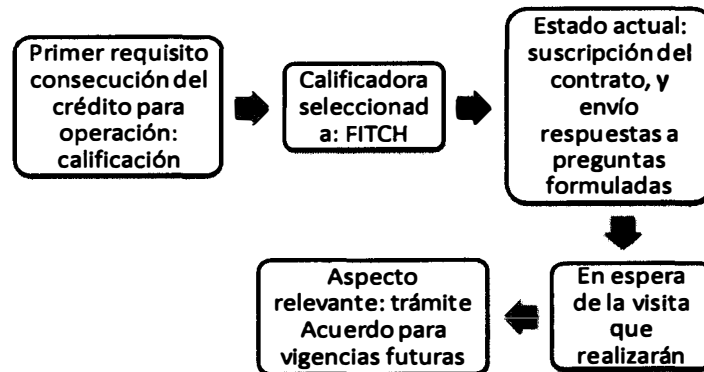 Primer requisito
consecución del
crédito para
operación:
calificación
Calificadora
seleccionad
a: FITCH
Estado actual:
suscripción del
contrato, y
envío
respuestas a
preguntas
formuladas
En espera
de la visita
que
realizarán
Aspecto
relevante: trámite
Acuerdo para
vigencias futuras